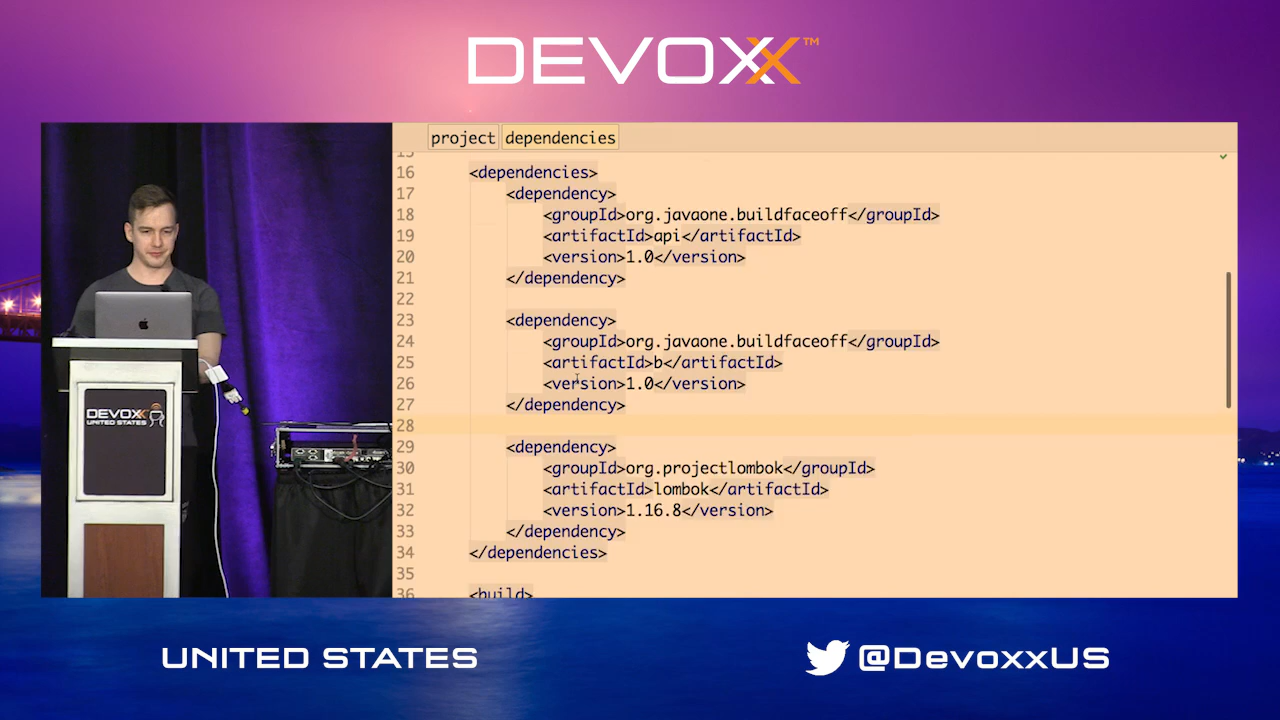 DEVOXX™
project dependencies
15
16 <dependencies>
17 <dependency>
18 <groupId>org.javaone.buildfaceoff</groupId>
19 <artifactId>api</artifactId>
20 <version>1.0</version>
21 </dependency>
22
23 <dependency>
24 <groupId>org.javaone.buildfaceoff</groupId>
25 <artifactId>b</artifactId>
26 <version>1.0</version>
27 </dependency>
28
29 <dependency>
30 <groupId>org.projectlombok</groupId>
31 <artifactId>lombok</artifactId>
32 <version>1.16.8</version>
33 </dependency>
34 </dependencies>
35
36 <build>
DEVOXX
UNITED STATES
UNITED STATES
@DevoxxUS